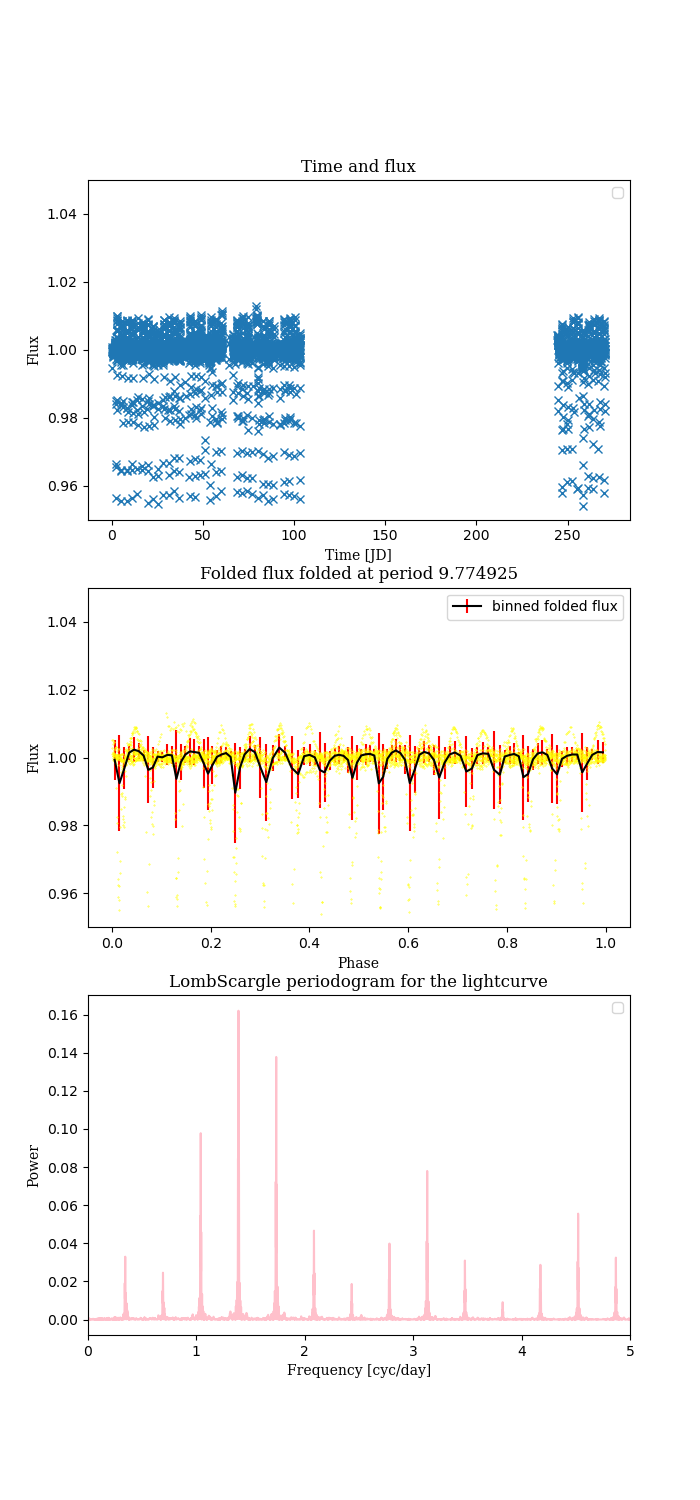 Time and flux
1.04
1.02
1.00
0.98
0.96
Flux
0 50 100 150 200 250
Time [JD]
Folded flux folded at period 9.774925
binned folded flux
1.04
1.02
1.00
0.98
0.96
Flux
0.0 0.2 0.4 0.6 0.8 1.0
Phase
LombScargle periodogram for the lightcurve
0.16
0.14
0.12
0.10
0.08
0.06
0.04
0.02
0.00
Power
0 1 2 3 4 5
Frequency [cyc/day]